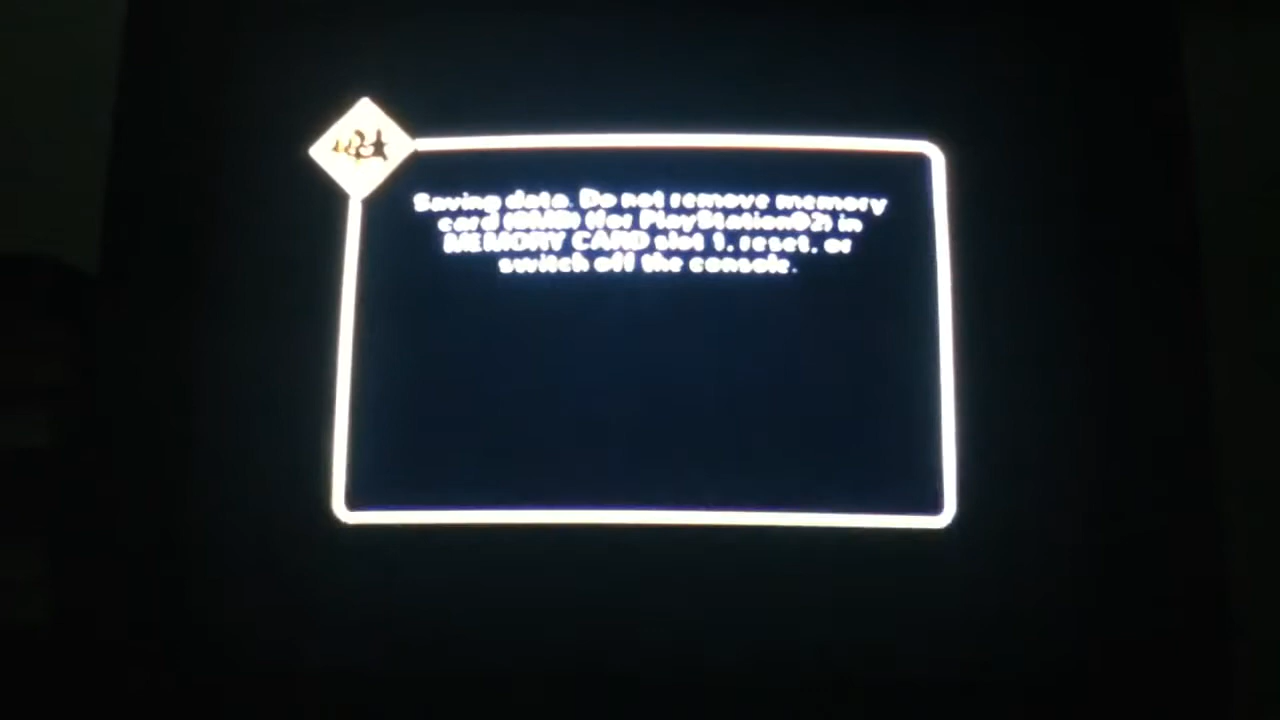 Saving data. Do not remove memory
card (8MB) (for PlayStation®2) in
MEMORY CARD slot 1, reset, or
switch off the console.